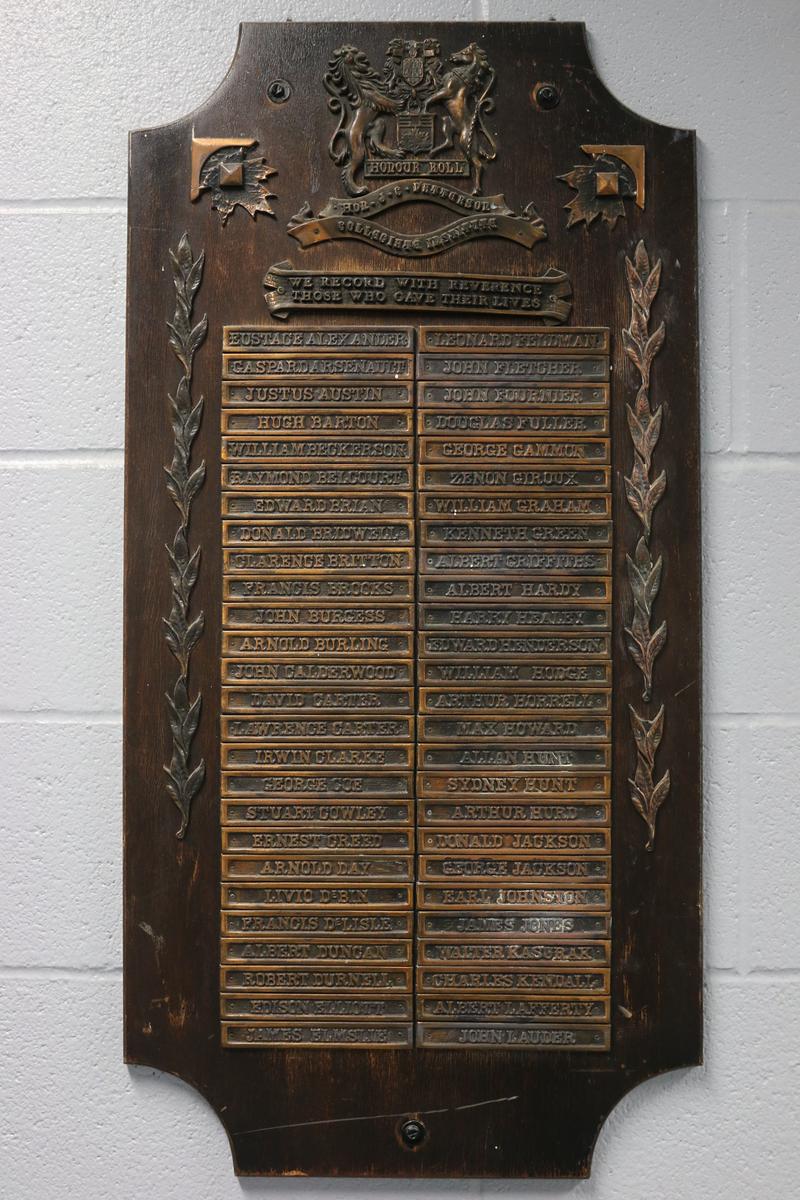 HONOUR ROLL
HON · J · C · PATTERSON
COLLEGIATE INSTITUTE
WE RECORD WITH REVERENCE
THOSE WHO GAVE THEIR LIVES
EUSTACE ALEXANDER
GASPARD ARSENAULT
JUSTUS AUSTIN
HUGH BARTON
WILLIAM BECKERSON
RAYMOND BELCOURT
EDWARD BRIAN
DONALD BRIDWELL
CLARENCE BRITTON
FRANCIS BROOKS
JOHN BURGESS
ARNOLD BURLING
JOHN CALDERWOOD
DAVID CARTER
LAWRENCE CARTER
IRWIN CLARKE
GEORGE COE
STUART COWLEY
ERNEST CREED
ARNOLD DAY
LIVIO DEBIN
FRANCIS DELISLE
ALBERT DUNCAN
ROBERT DURNELL
EDISON ELLIOTT
JAMES ELMSLIE
LEONARD FELDMAN
JOHN FLETCHER
JOHN FOURNIER
DOUGLAS FULLER
GEORGE GAMMON
ZENON GIROUX
WILLIAM GRAHAM
KENNETH GREEN
ALBERT GRIFFITHS
ALBERT HARDY
HARRY HEALEY
EDWARD HENDERSON
WILLIAM HODGE
ARTHUR HORRELL
MAX HOWARD
ALLAN HUNT
SYDNEY HUNT
ARTHUR HURD
DONALD JACKSON
GEORGE JACKSON
EARL JOHNSTON
JAMES JONES
WALTER KASURAK
CHARLES KENDALL
ALBERT LAFFERTY
JOHN LAUDER